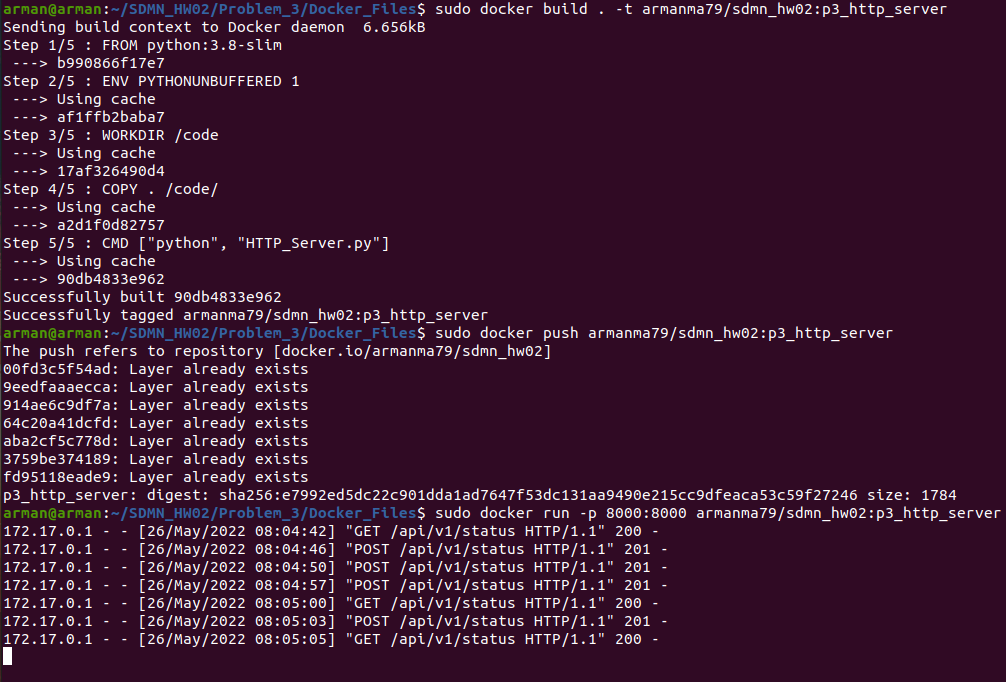 arman@arman:~/SDMN_HW02/Problem_3/Docker_Files$ sudo docker build . -t armanma79/sdmn_hw02:p3_http_server
Sending build context to Docker daemon  6.656kB
Step 1/5 : FROM python:3.8-slim
 ---> b990866f17e7
Step 2/5 : ENV PYTHONUNBUFFERED 1
 ---> Using cache
 ---> af1ffb2baba7
Step 3/5 : WORKDIR /code
 ---> Using cache
 ---> 17af326490d4
Step 4/5 : COPY . /code/
 ---> Using cache
 ---> a2d1f0d82757
Step 5/5 : CMD ["python", "HTTP_Server.py"]
 ---> Using cache
 ---> 90db4833e962
Successfully built 90db4833e962
Successfully tagged armanma79/sdmn_hw02:p3_http_server
arman@arman:~/SDMN_HW02/Problem_3/Docker_Files$ sudo docker push armanma79/sdmn_hw02:p3_http_server
The push refers to repository [docker.io/armanma79/sdmn_hw02]
00fd3c5f54ad: Layer already exists
9eedfaaaecca: Layer already exists
914ae6c9df7a: Layer already exists
64c20a41dcfd: Layer already exists
aba2cf5c778d: Layer already exists
3759be374189: Layer already exists
fd95118eade9: Layer already exists
p3_http_server: digest: sha256:e7992ed5dc22c901dda1ad7647f53dc131aa9490e215cc9dfeaca53c59f27246 size: 1784
arman@arman:~/SDMN_HW02/Problem_3/Docker_Files$ sudo docker run -p 8000:8000 armanma79/sdmn_hw02:p3_http_server
172.17.0.1 - - [26/May/2022 08:04:42] "GET /api/v1/status HTTP/1.1" 200 -
172.17.0.1 - - [26/May/2022 08:04:46] "POST /api/v1/status HTTP/1.1" 201 -
172.17.0.1 - - [26/May/2022 08:04:50] "POST /api/v1/status HTTP/1.1" 201 -
172.17.0.1 - - [26/May/2022 08:04:57] "POST /api/v1/status HTTP/1.1" 201 -
172.17.0.1 - - [26/May/2022 08:05:00] "GET /api/v1/status HTTP/1.1" 200 -
172.17.0.1 - - [26/May/2022 08:05:03] "POST /api/v1/status HTTP/1.1" 201 -
172.17.0.1 - - [26/May/2022 08:05:05] "GET /api/v1/status HTTP/1.1" 200 -